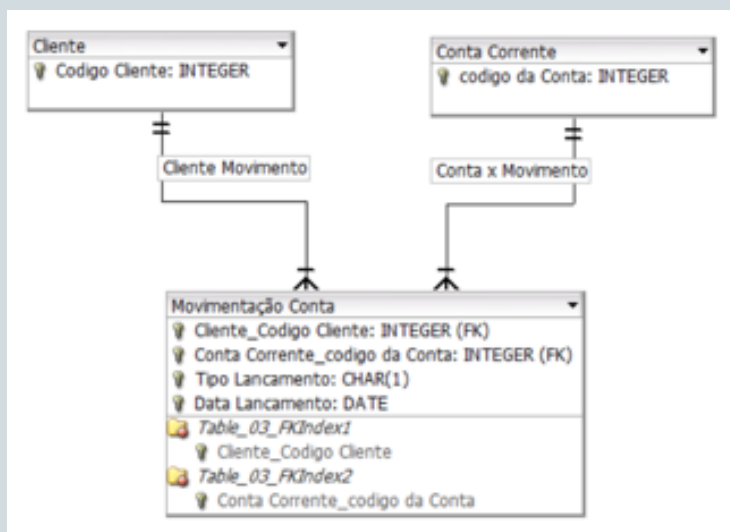 Cliente
Codigo Cliente: INTEGER
Conta Corrente
codigo da Conta: INTEGER
Cliente Movimento
Conta x Movimento
Movimentação Conta
Cliente_Codigo Cliente: INTEGER (FK)
Conta Corrente_codigo da Conta: INTEGER (FK)
Tipo Lancamento: CHAR(1)
Data Lancamento: DATE
Table_03_FKIndex1
Cliente_Codigo Cliente
Table_03_FKIndex2
Conta Corrente_codigo da Conta